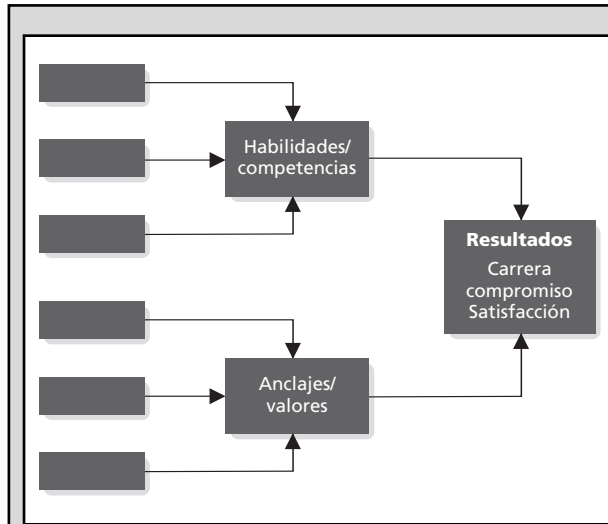 Habilidades/
competencias
Resultados
Carrera
compromiso
Satisfacción
Anclajes/
valores